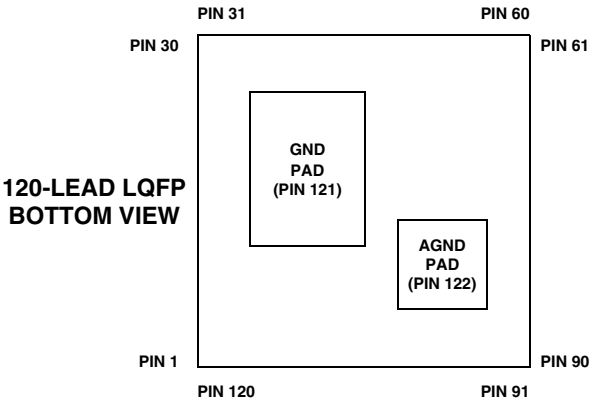 PIN 31
PIN 60
PIN 30
PIN 61
GND
PAD
(PIN 121)
120-LEAD LQFP
BOTTOM VIEW
AGND
PAD
(PIN 122)
PIN 1
PIN 90
PIN 120
PIN 91